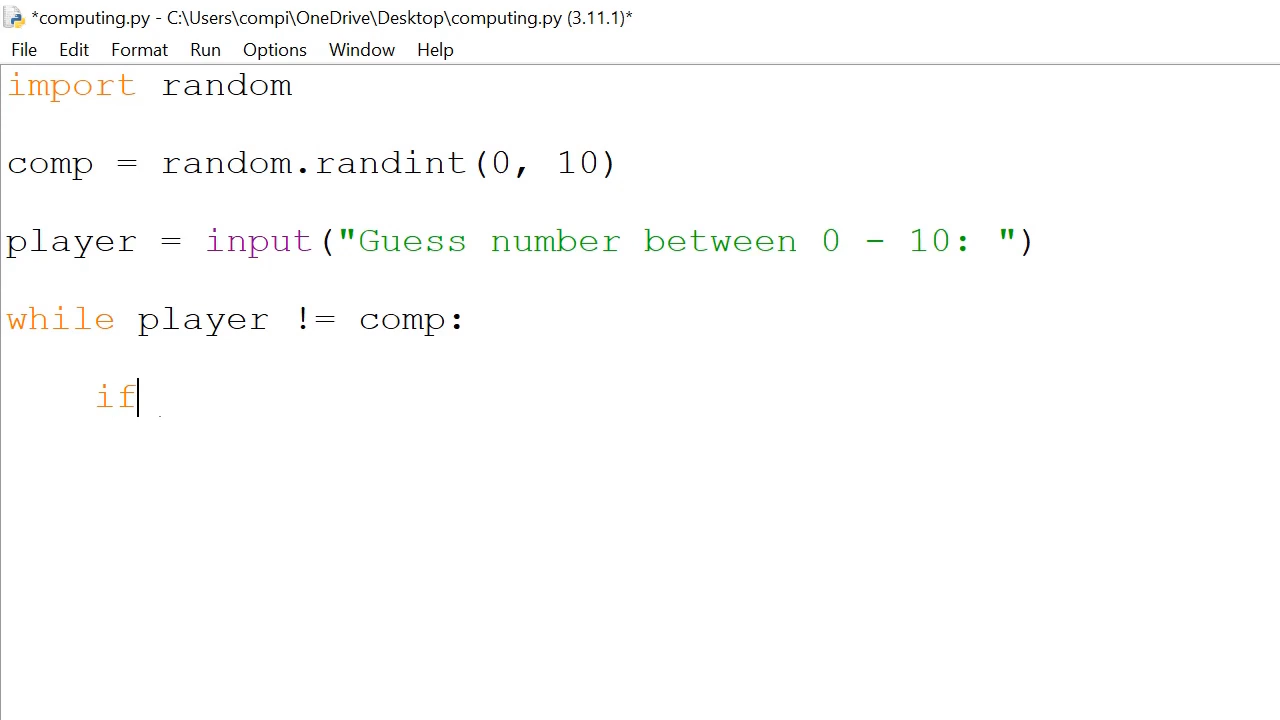 *computing.py - C:\Users\compi\OneDrive\Desktop\computing.py (3.11.1)*
File Edit Format Run Options Window Help
import random
comp = random.randint(0, 10)
player = input("Guess number between 0 - 10: ")
while player != comp:
    if